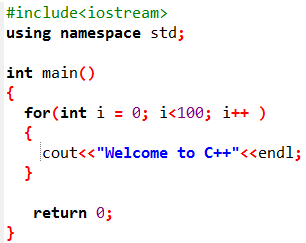 #include<iostream>
using namespace std;
int main()
{
for(int i = 0; i<100; i++ )
{
cout<<"Welcome to C++"<<endl;
}
return 0;
}